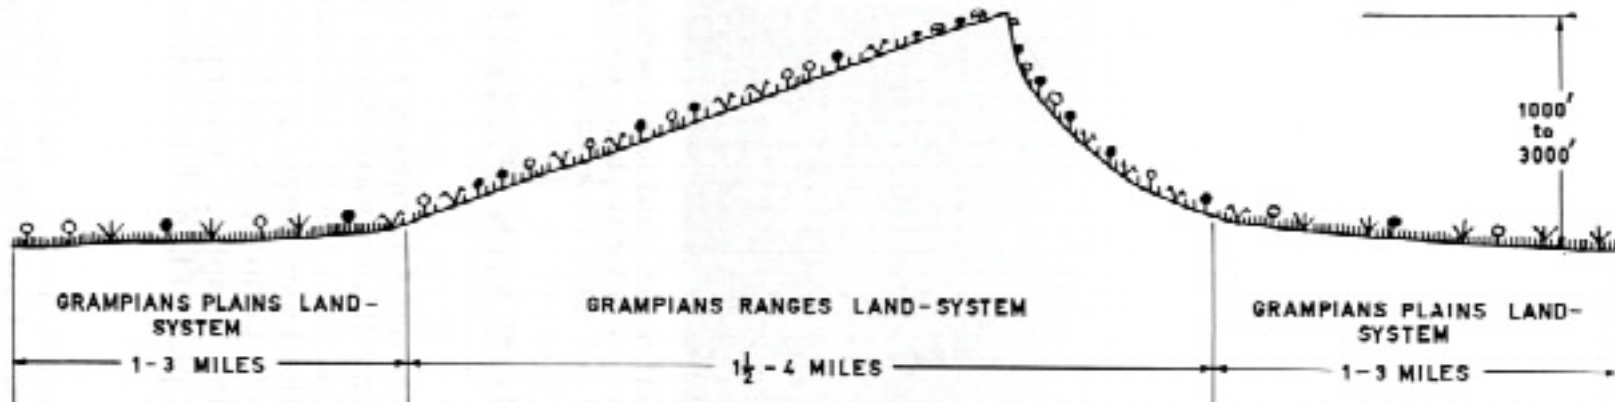 1000'
to
3000'
GRAMPIANS PLAINS LAND-
SYSTEM
1-3 MILES
GRAMPIANS RANGES LAND-SYSTEM
1½ - 4 MILES
GRAMPIANS PLAINS LAND-
SYSTEM
1-3 MILES